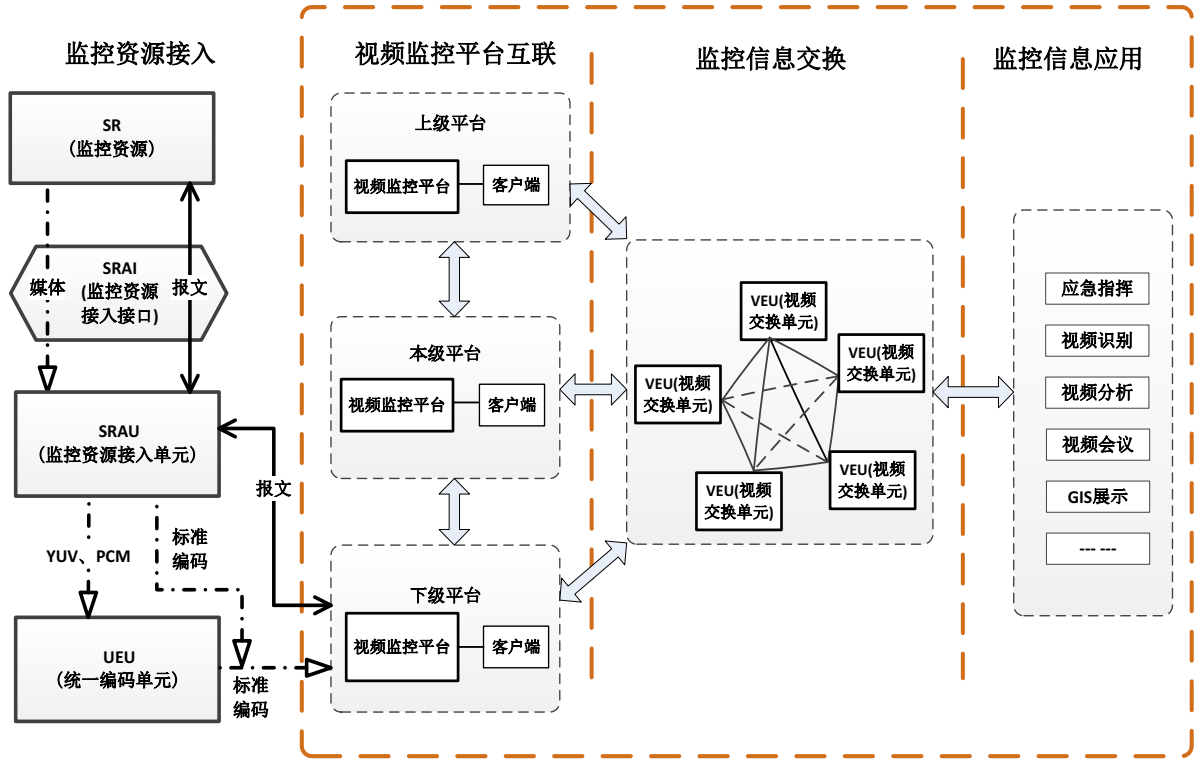 监控资源接入
视频监控平台互联
监控信息交换
监控信息应用
SR
（监控资源）
SRAI
(监控资源
接入接口)
媒体
报文
SRAU
(监控资源接入单元)
报文
YUV、PCM
标准
编码
UEU
（统一编码单元）
标准
编码
上级平台
视频监控平台
客户端
本级平台
视频监控平台
客户端
下级平台
视频监控平台
客户端
VEU(视频
交换单元)
VEU(视频
交换单元)
VEU(视频
交换单元)
VEU(视频
交换单元)
VEU(视频
交换单元)
应急指挥
视频识别
视频分析
视频会议
GIS展示
--- ---